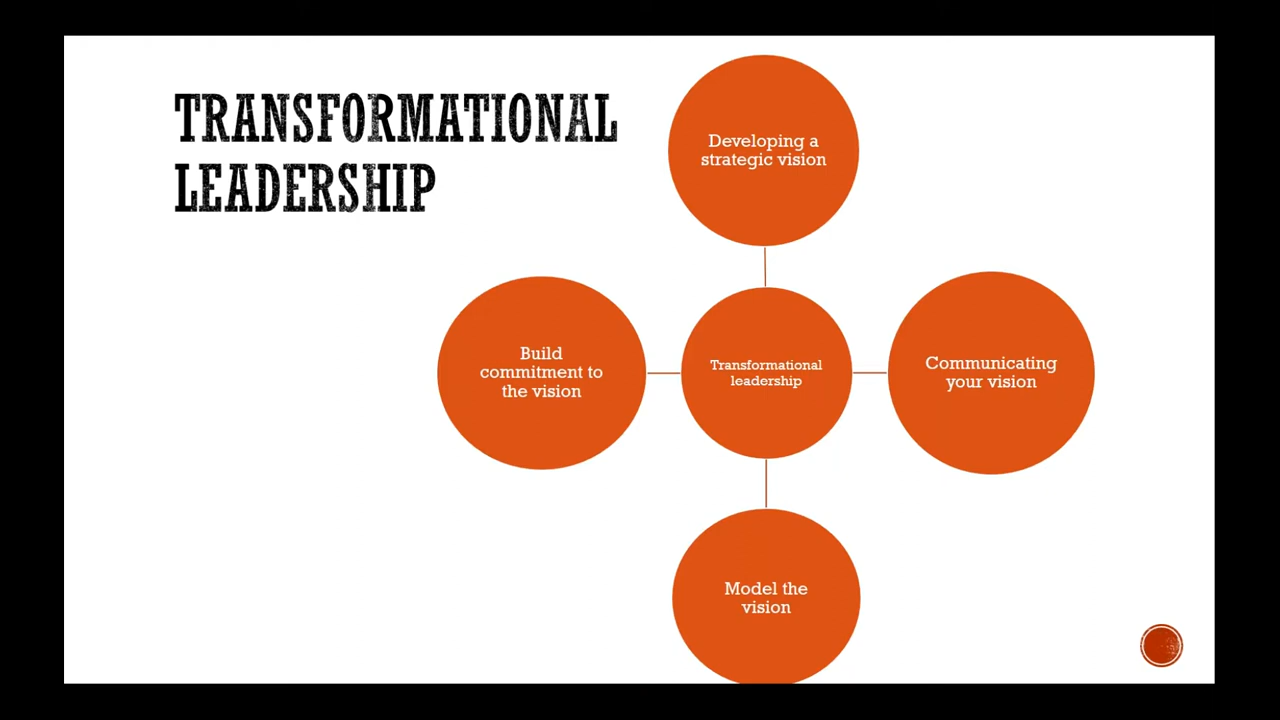 TRANSFORMATIONAL
LEADERSHIP
Developing a
strategic vision
Build
commitment to
the vision
Transformational
leadership
Communicating
your vision
Model the
vision